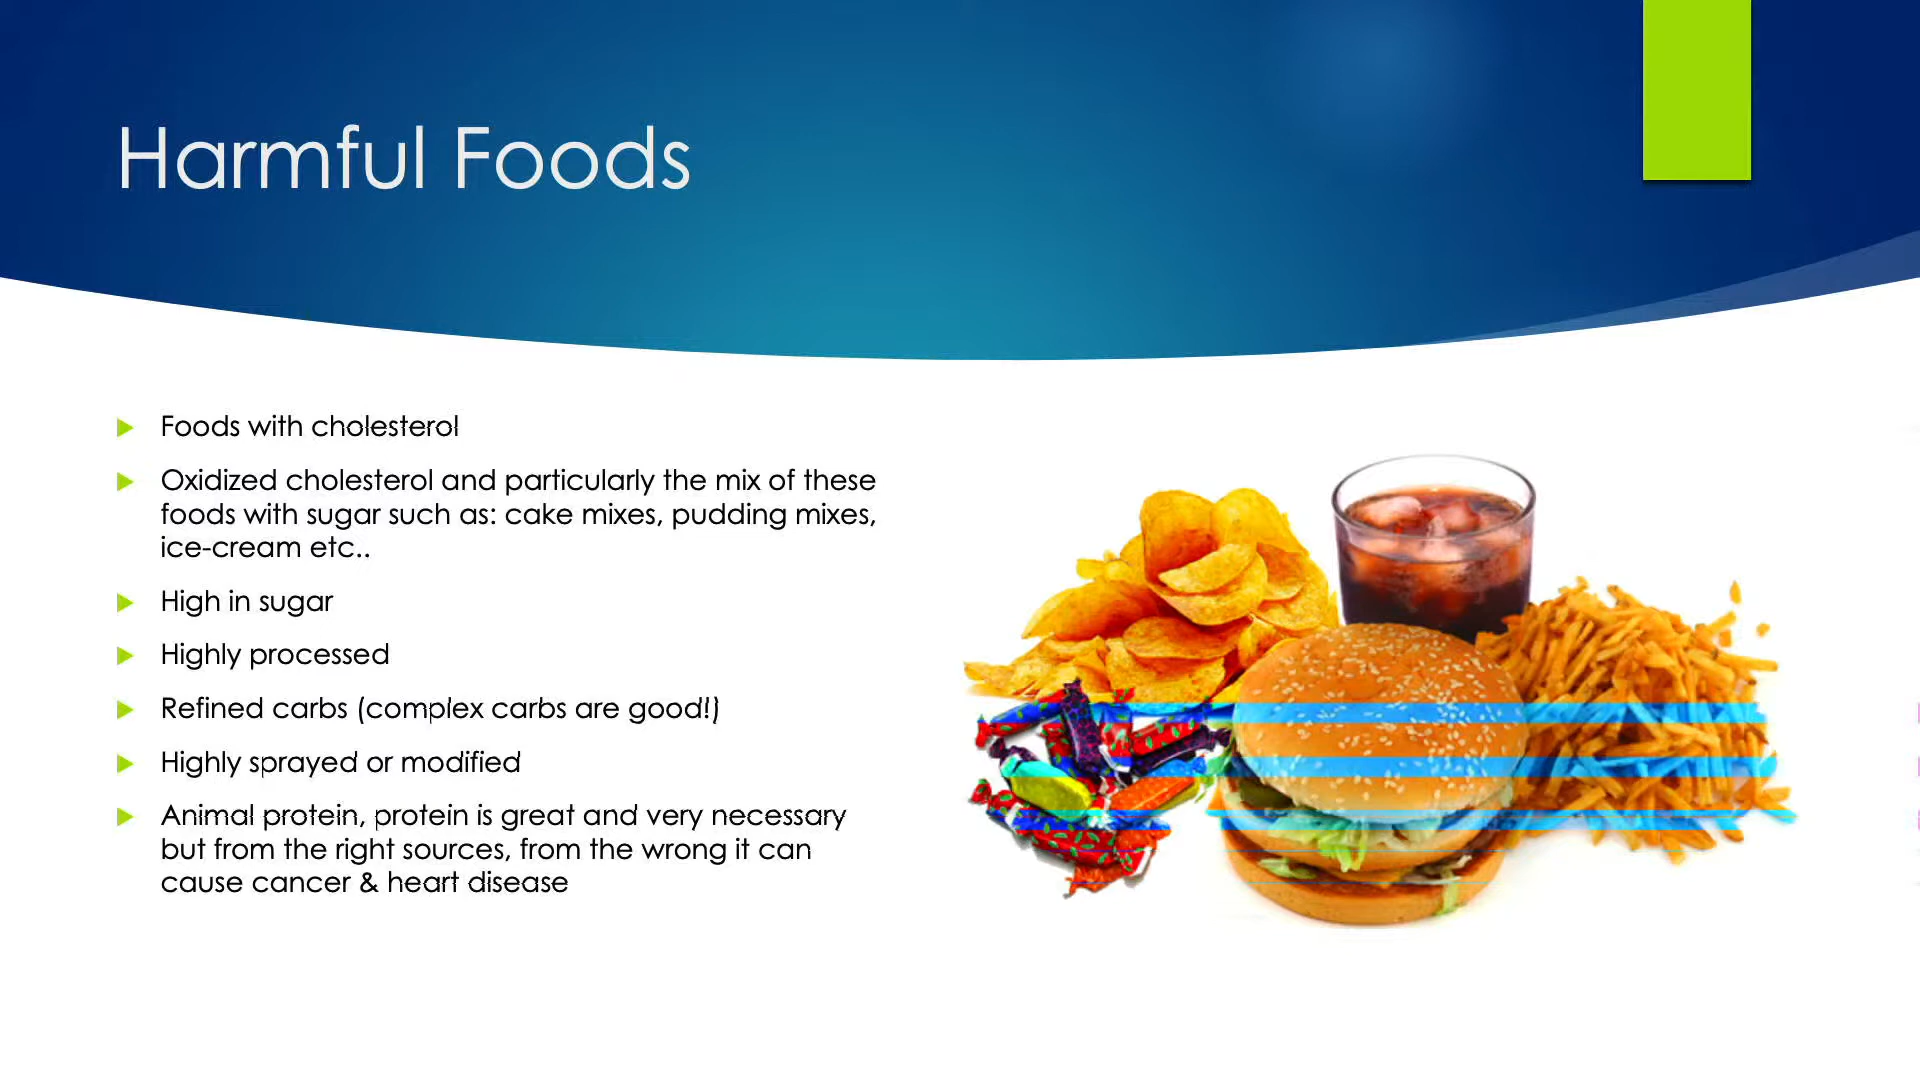 Harmful Foods
Foods with cholesterol
Oxidized cholesterol and particularly the mix of these
foods with sugar such as: cake mixes, pudding mixes,
ice-cream etc..
High in sugar
Highly processed
Refined carbs (complex carbs are good!)
Highly sprayed or modified
Animal protein, protein is great and very necessary
but from the right sources, from the wrong it can
cause cancer & heart disease